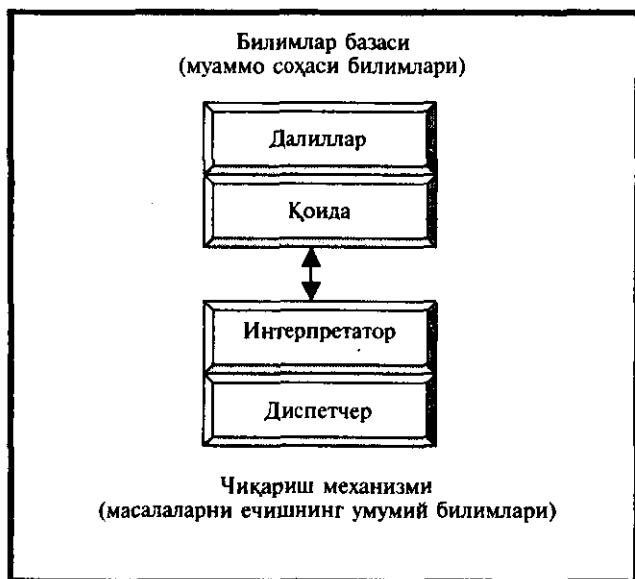 Билимлар базаси
(муаммо соҳаси билимлари)
Далиллар
Қоида
Интерпретатор
Диспетчер
Чиқариш механизми
(масалаларни ечишнинг умумий билимлари)